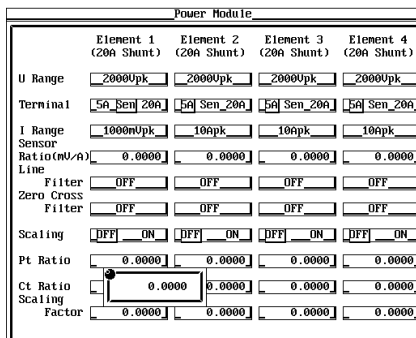 Power Module
Element 1 Element 2 Element 3 Element 4
(20A Shunt) (20A Shunt) (20A Shunt) (20A Shunt)
U Range 2000Vpk 2000Vpk 2000Vpk 2000Vpk
Terminal 5A Sen 20A 5A Sen 20A 5A Sen 20A 5A Sen 20A
I Range 1000mVpk 10Apk 10Apk 10Apk
Sensor
Ratio(mV/A) 0.0000 0.0000 0.0000 0.0000
Line
Filter OFF OFF OFF OFF
Zero Cross
Filter OFF OFF OFF OFF
Scaling OFF ON OFF ON OFF ON OFF ON
Pt Ratio 0.0000 0.0000 0.0000 0.0000
Ct Ratio 0.0000 0.0000 0.0000 0.0000
Scaling
Factor 0.0000 0.0000 0.0000 0.0000